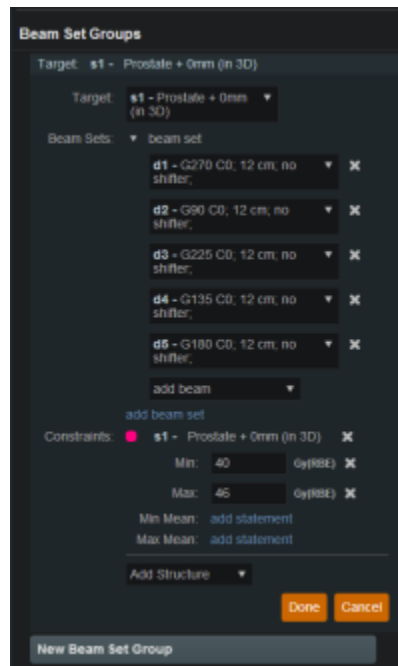 Beam Set Groups
Target: s1 - Prostate + 0mm (in 3D)
Target: s1 - Prostate + 0mm
(in 3D)
Beam Sets: beam set
d1 - G270 C0; 12 cm; no
shifter;
d2 - G90 C0; 12 cm; no
shifter;
d3 - G225 C0; 12 cm; no
shifter;
d4 - G135 C0; 12 cm; no
shifter;
d5 - G180 C0; 12 cm; no
shifter;
add beam
add beam set
Constraints: s1 - Prostate + 0mm (in 3D)
Min: 40 Gy(RBE)
Max: 46 Gy(RBE)
Min Mean: add statement
Max Mean: add statement
Add Structure
Done Cancel
New Beam Set Group